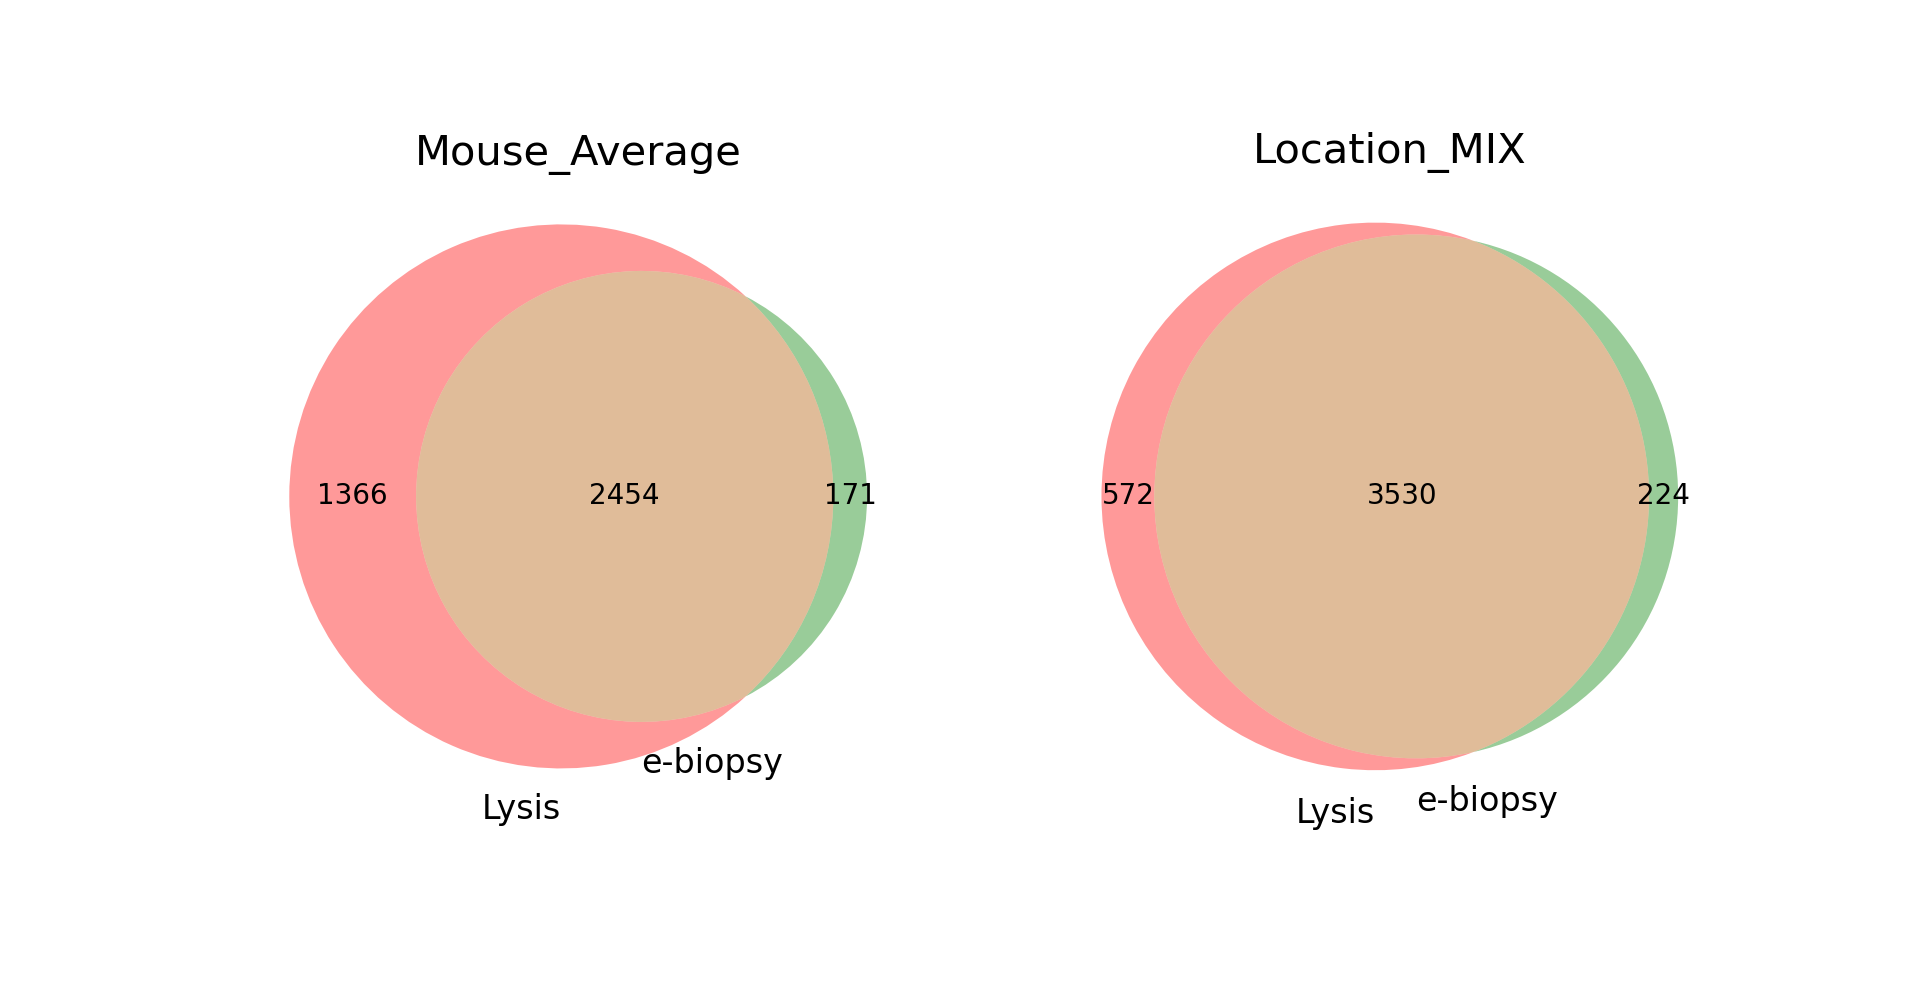 Mouse_Average
1366
2454
171
e-biopsy
Lysis
Location_MIX
572
3530
224
e-biopsy
Lysis